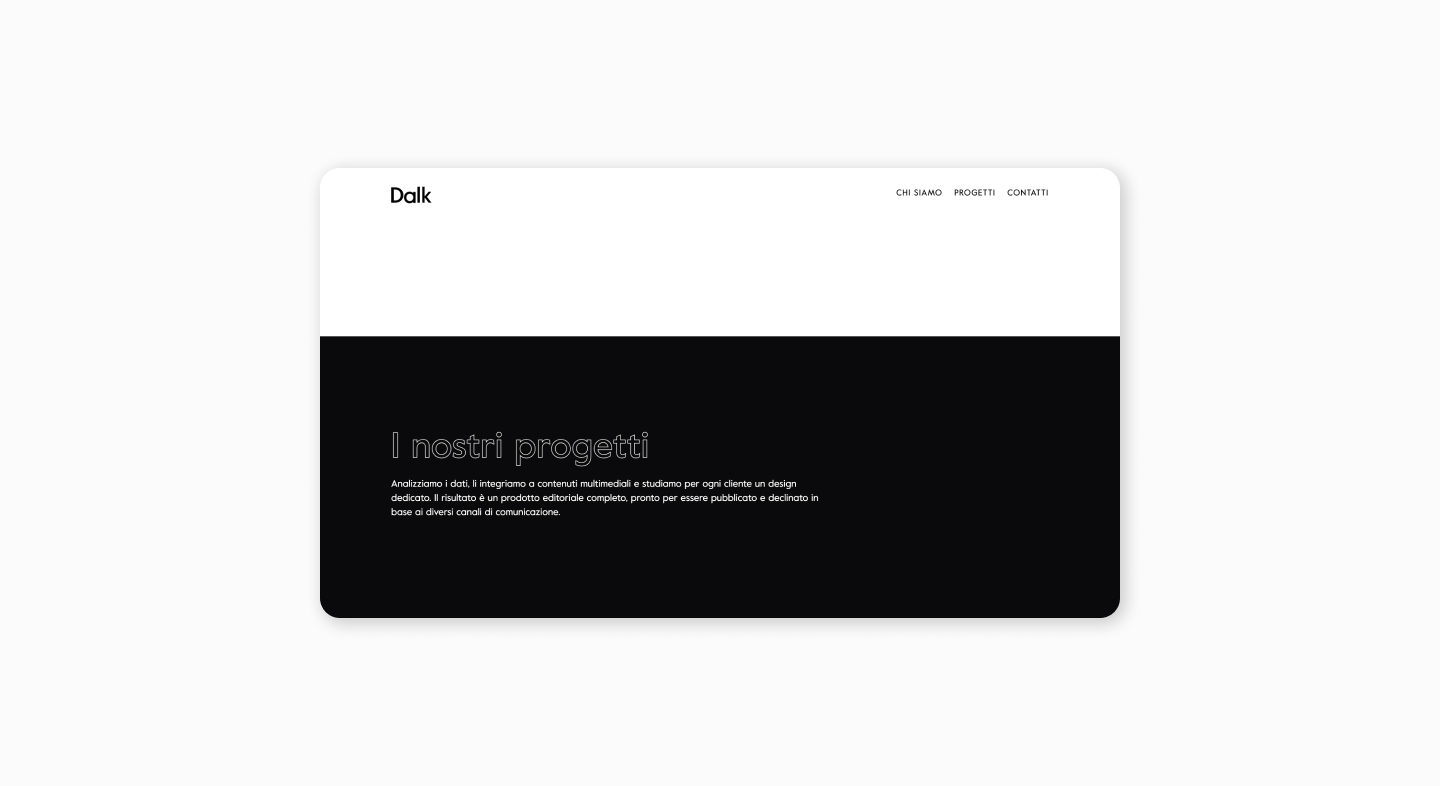 Dalk
CHI SIAMO PROGETTI CONTATTI
I nostri progetti
Analizziamo i dati, li integriamo a contenuti multimediali e studiamo per ogni cliente un design
dedicato. Il risultato è un prodotto editoriale completo, pronto per essere pubblicato e declinato in
base ai diversi canali di comunicazione.